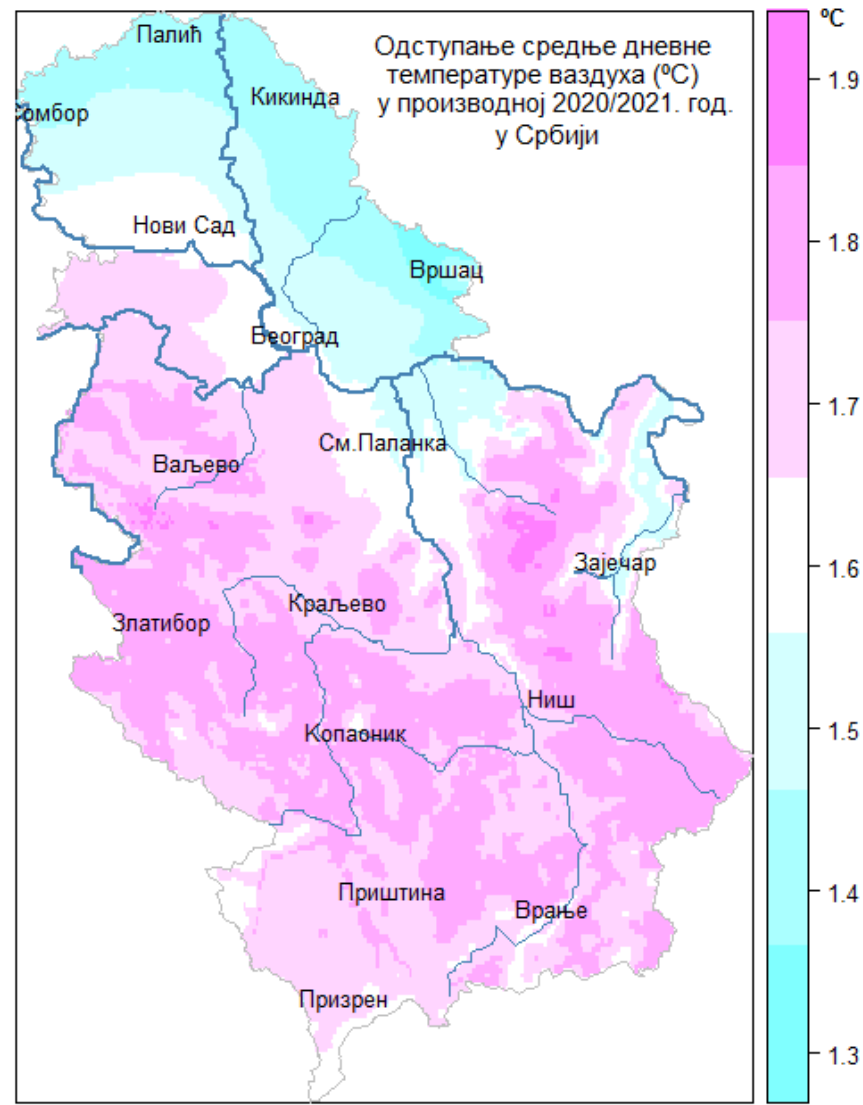 ºC
Палић
Одступање средње дневне
температуре ваздуха (ºC)
у производној 2020/2021. год.
у Србији
1.9
Кикинда
Сомбор
1.8
Нови Сад
Вршац
Београд
1.7
См.Паланка
Ваљево
Зајечар
1.6
Краљево
Златибор
Ниш
1.5
Копаоник
Приштина
1.4
Врање
Призрен
1.3